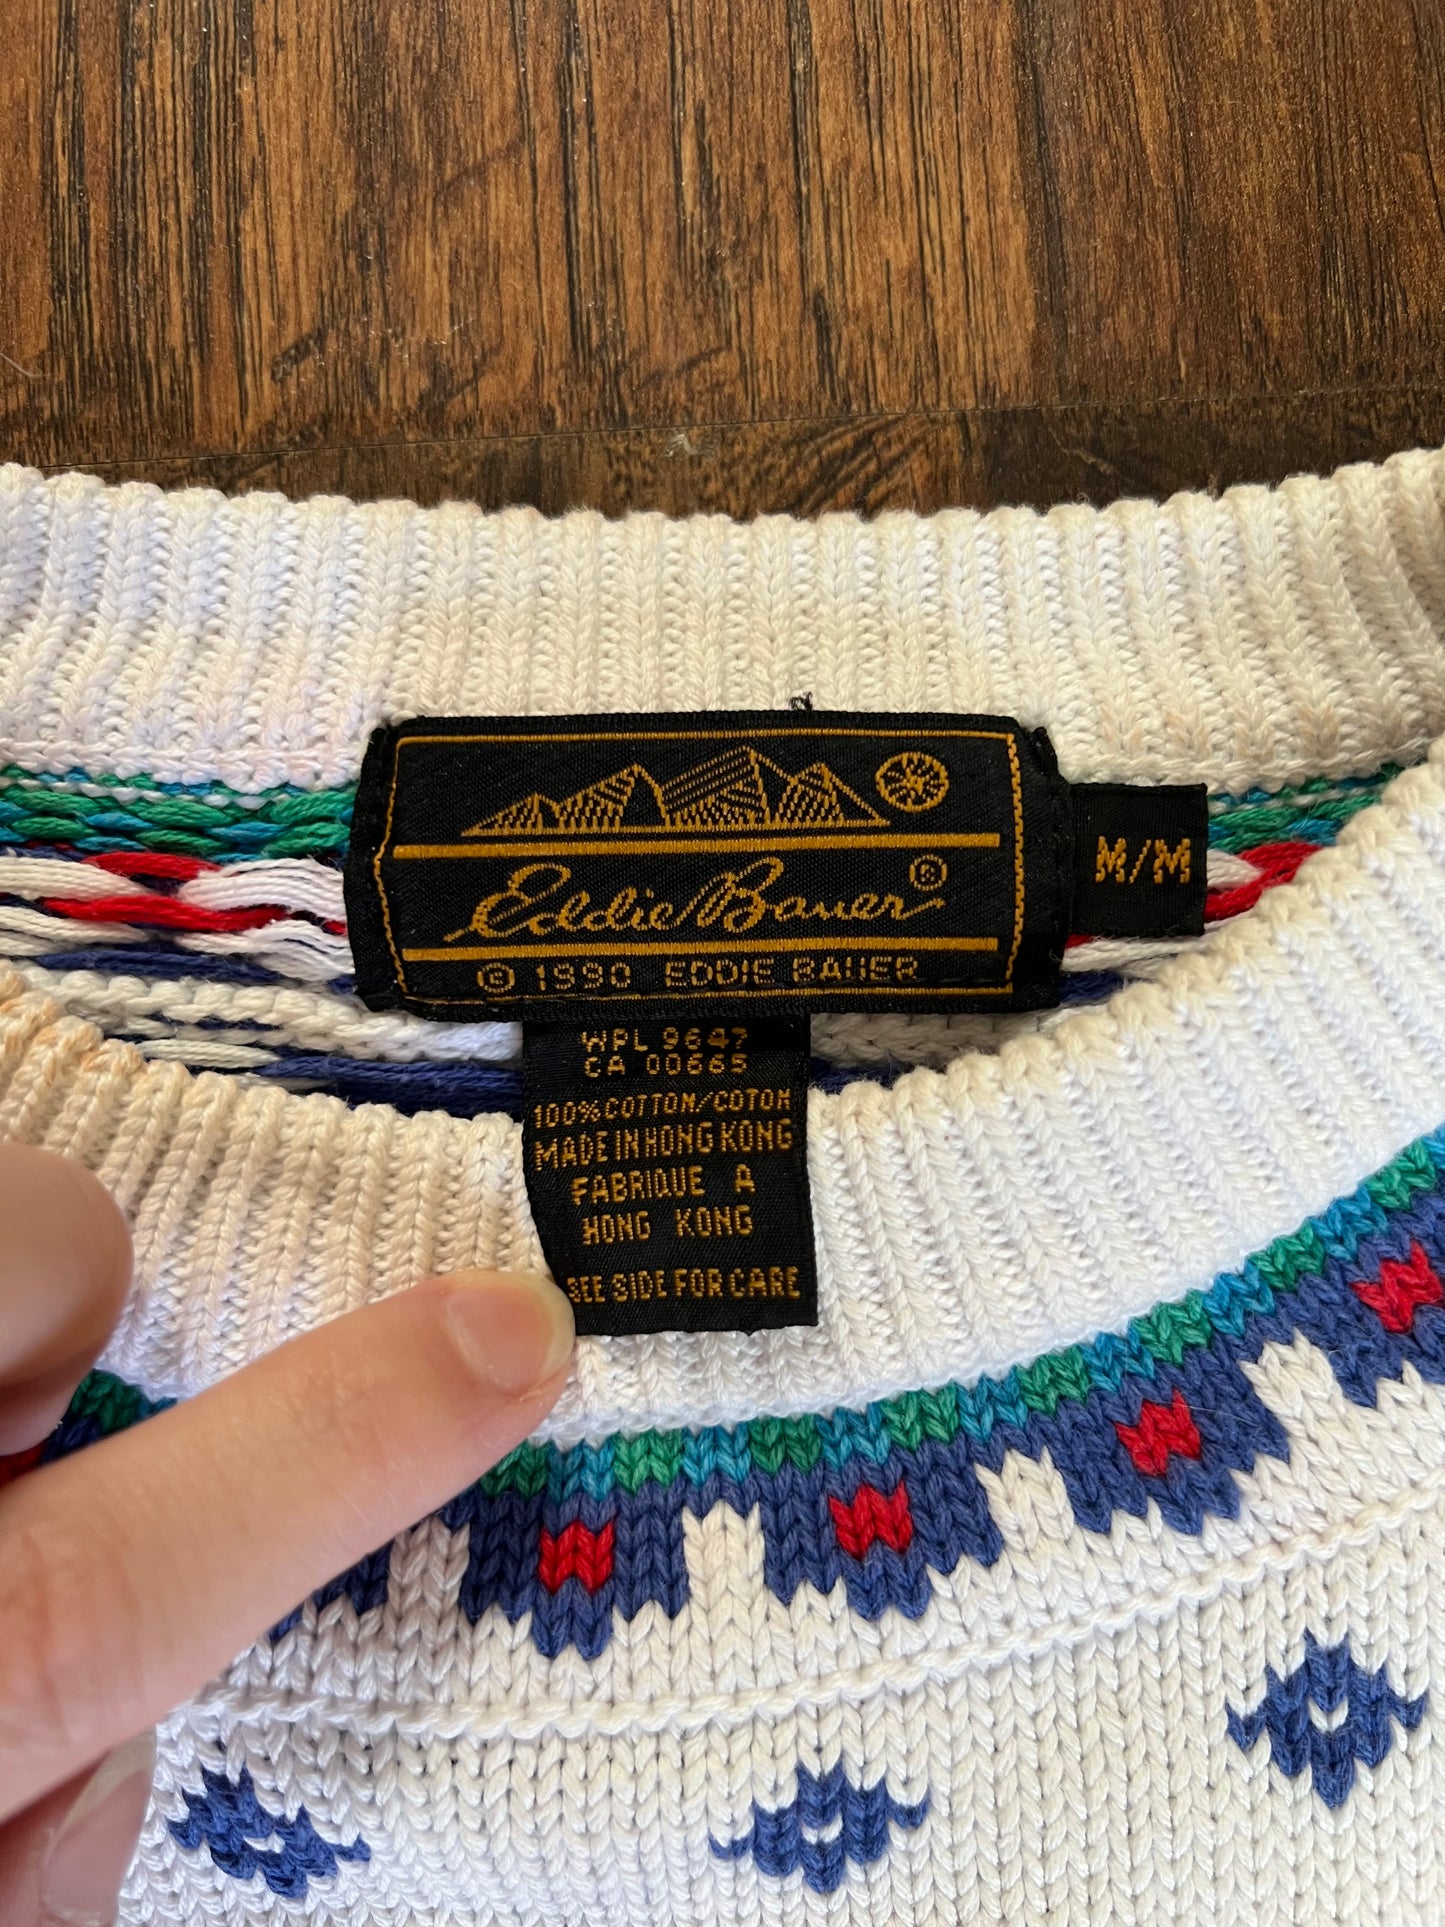 Eddie Bauer ®
© 1990 EDDIE BAUER
M/M
WPL 9647
CA 00665
100% COTTON/COTON
MADE IN HONG KONG
FABRIQUE A
HONG KONG
SEE SIDE FOR CARE